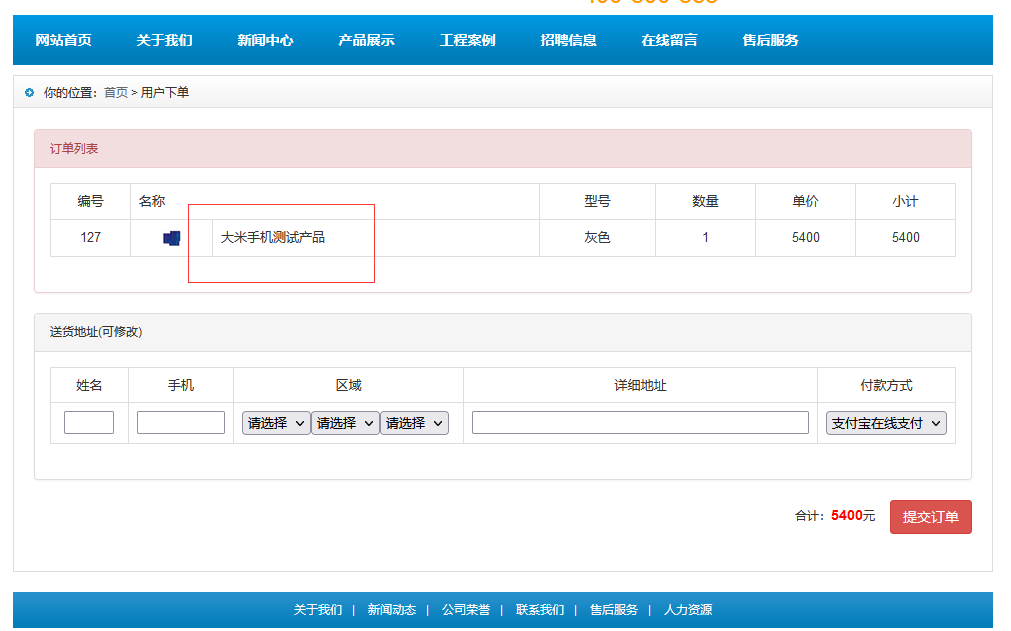 网站首页 关于我们 新闻中心 产品展示 工程案例 招聘信息 在线留言 售后服务
你的位置：首页 > 用户下单
订单列表
编号 名称 型号 数量 单价 小计
127 大米手机测试产品 灰色 1 5400 5400
送货地址(可修改)
姓名 手机 区域 详细地址 付款方式
请选择 请选择 请选择 支付宝在线支付
合计：5400元 提交订单
关于我们 | 新闻动态 | 公司荣誉 | 联系我们 | 售后服务 | 人力资源